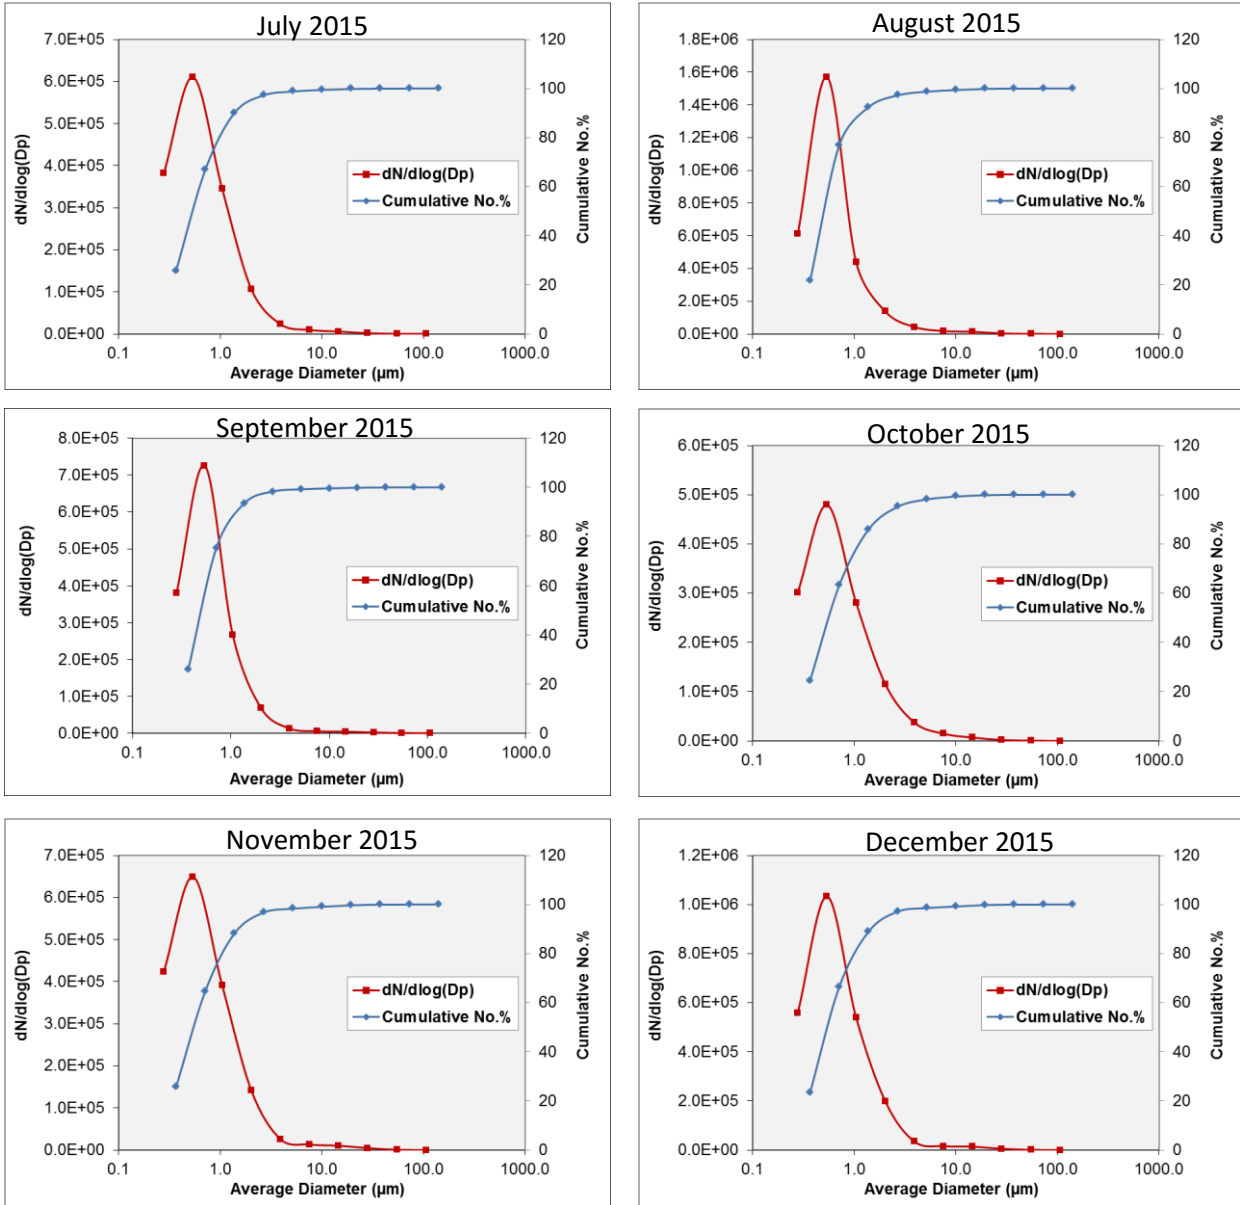 July 2015
7.0E+05
6.0E+05
5.0E+05
4.0E+05
3.0E+05
2.0E+05
1.0E+05
0.0E+00
dN/dlog(Dp)
120
100
80
60
40
20
0
Cumulative No.%
dN/dlog(Dp)
Cumulative No.%
0.1 1.0 10.0 100.0 1000.0
Average Diameter (µm)
August 2015
1.8E+06
1.6E+06
1.4E+06
1.2E+06
1.0E+06
8.0E+05
6.0E+05
4.0E+05
2.0E+05
0.0E+00
dN/dlog(Dp)
120
100
80
60
40
20
0
Cumulative No.%
dN/dlog(Dp)
Cumulative No.%
0.1 1.0 10.0 100.0 1000.0
Average Diameter (µm)
September 2015
8.0E+05
7.0E+05
6.0E+05
5.0E+05
4.0E+05
3.0E+05
2.0E+05
1.0E+05
0.0E+00
dN/dlog(Dp)
120
100
80
60
40
20
0
Cumulative No.%
dN/dlog(Dp)
Cumulative No.%
0.1 1.0 10.0 100.0 1000.0
Average Diameter (µm)
October 2015
6.0E+05
5.0E+05
4.0E+05
3.0E+05
2.0E+05
1.0E+05
0.0E+00
dN/dlog(Dp)
120
100
80
60
40
20
0
Cumulative No.%
dN/dlog(Dp)
Cumulative No.%
0.1 1.0 10.0 100.0 1000.0
Average Diameter (µm)
November 2015
7.0E+05
6.0E+05
5.0E+05
4.0E+05
3.0E+05
2.0E+05
1.0E+05
0.0E+00
dN/dlog(Dp)
120
100
80
60
40
20
0
Cumulative No.%
dN/dlog(Dp)
Cumulative No.%
0.1 1.0 10.0 100.0 1000.0
Average Diameter (µm)
December 2015
1.2E+06
1.0E+06
8.0E+05
6.0E+05
4.0E+05
2.0E+05
0.0E+00
dN/dlog(Dp)
120
100
80
60
40
20
0
Cumulative No.%
dN/dlog(Dp)
Cumulative No.%
0.1 1.0 10.0 100.0 1000.0
Average Diameter (µm)